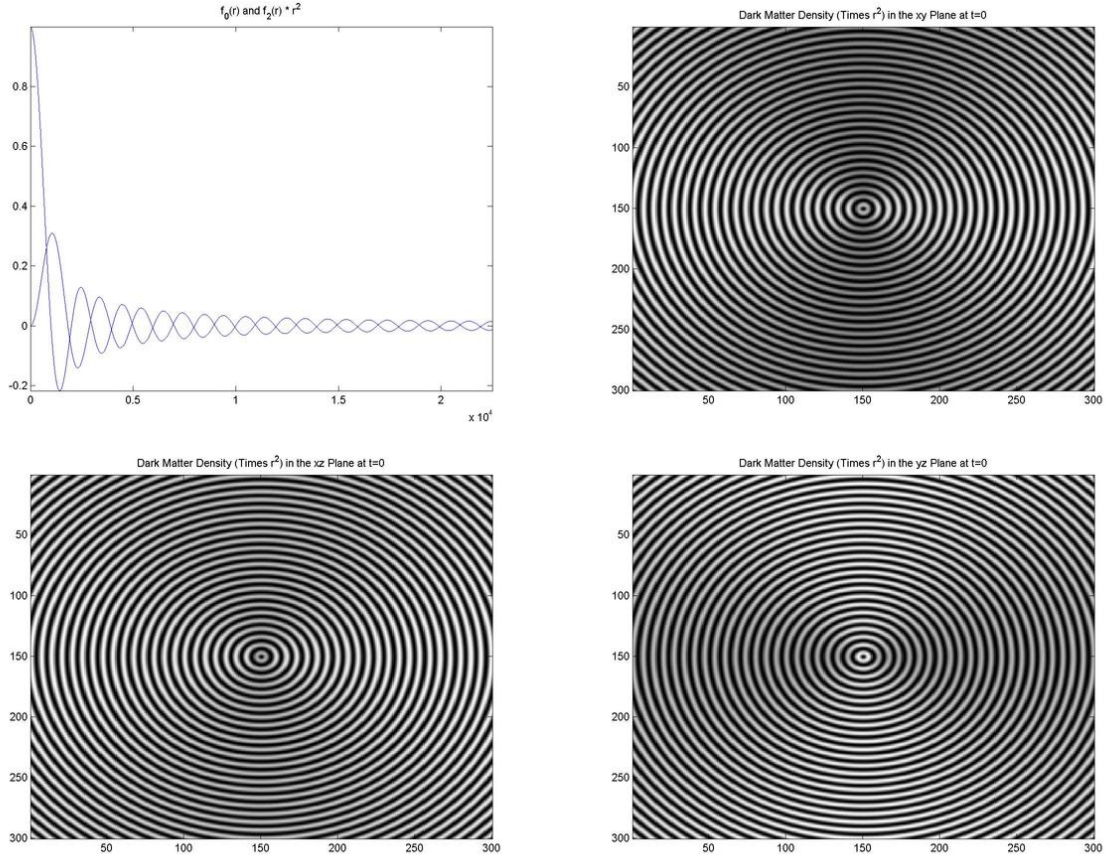 f₀(r) and f₂(r) * r²
0.8
0.6
0.4
0.2
0
-0.2
0 0.5 1 1.5 2
x 10⁴
Dark Matter Density (Times r²) in the xy Plane at t=0
50
100
150
200
250
300
50 100 150 200 250 300
Dark Matter Density (Times r²) in the xz Plane at t=0
50
100
150
200
250
300
50 100 150 200 250 300
Dark Matter Density (Times r²) in the yz Plane at t=0
50
100
150
200
250
300
50 100 150 200 250 300